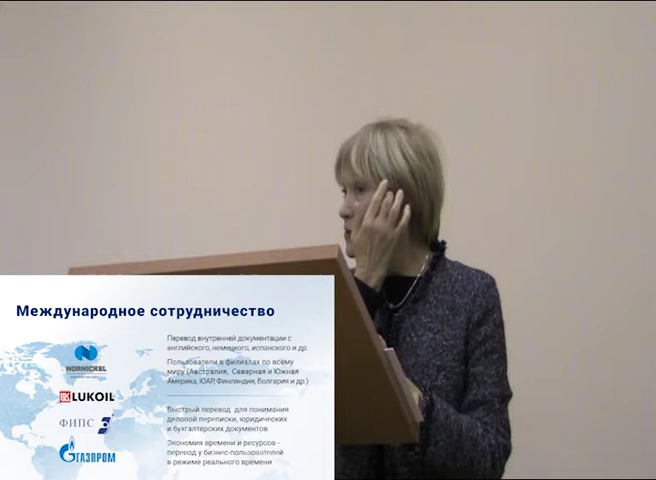 Международное сотрудничество
NORNICKEL
Перевод внутренней документации с
английского, немецкого, испанского и др.
Пользователи в филиалах по всему
миру (Австралия, Северная и Южная
Америка, ЮАР, Финляндия, Болгария и др.)
LUKOIL
ФИПС
Быстрый перевод для понимания
деловой переписки, юридических
и бухгалтерских документов
ГАЗПРОМ
Экономия времени и ресурсов -
перевод у бизнес-пользователей
в режиме реального времени